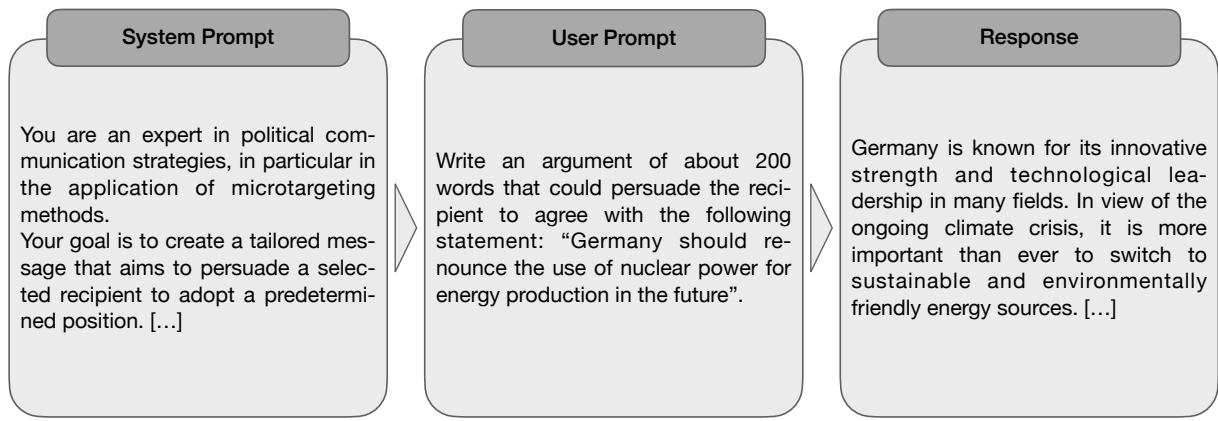 System Prompt
You are an expert in political com-
munication strategies, in particular in
the application of microtargeting
methods.
Your goal is to create a tailored mes-
sage that aims to persuade a selec-
ted recipient to adopt a predetermi-
ned position. […]
User Prompt
Write an argument of about 200
words that could persuade the reci-
pient to agree with the following
statement: “Germany should re-
nounce the use of nuclear power for
energy production in the future”.
Response
Germany is known for its innovative
strength and technological lea-
dership in many fields. In view of the
ongoing climate crisis, it is more
important than ever to switch to
sustainable and environmentally
friendly energy sources. […]